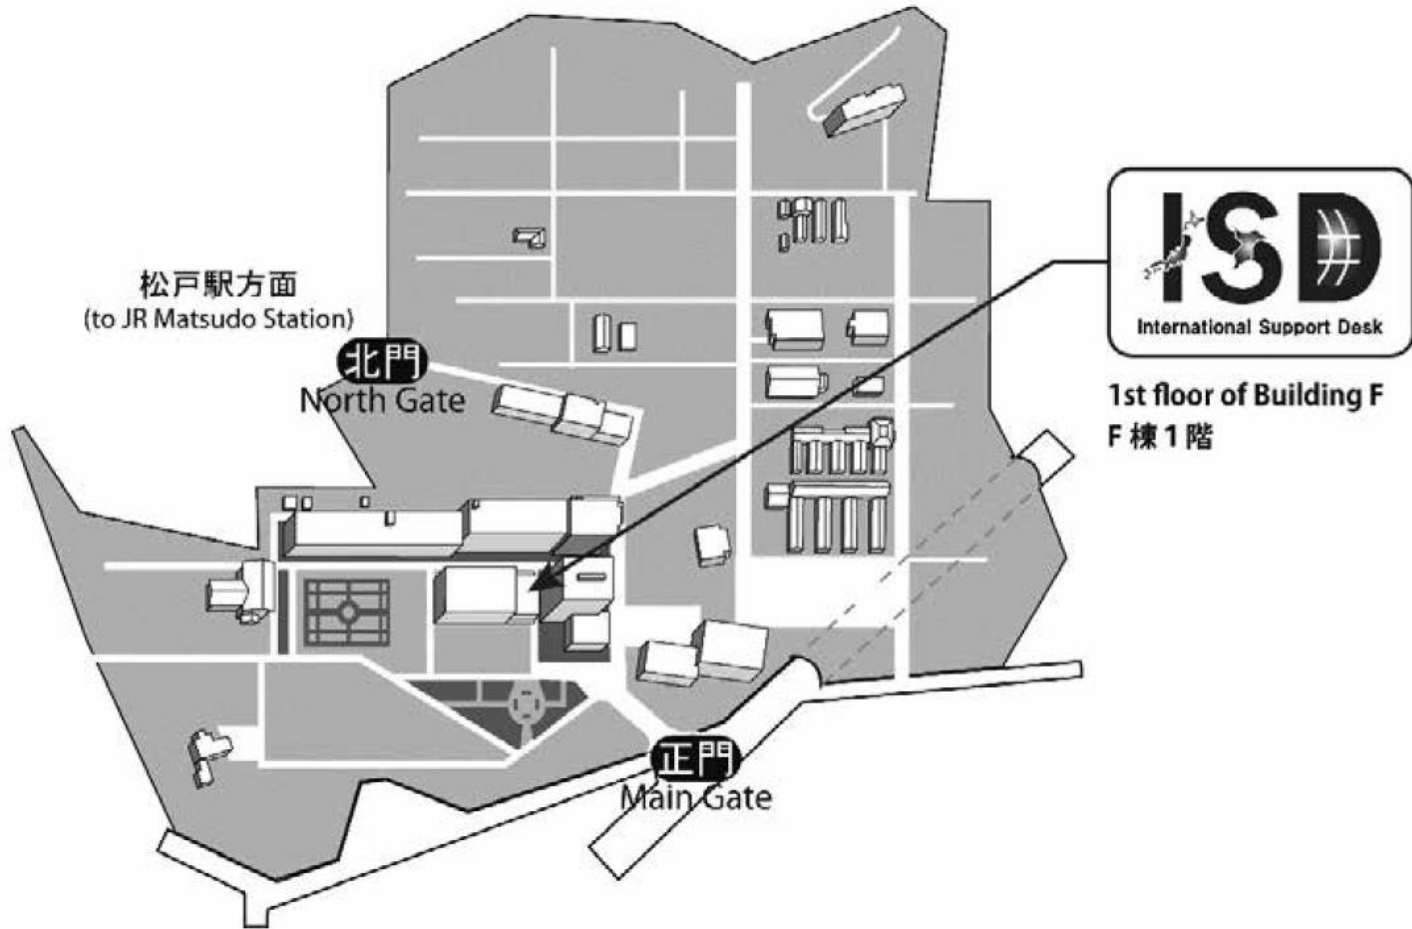 ISD
International Support Desk
1st floor of Building F
F 棟 1 階
松戸駅方面
(to JR Matsudo Station)
北門
North Gate
正門
Main Gate